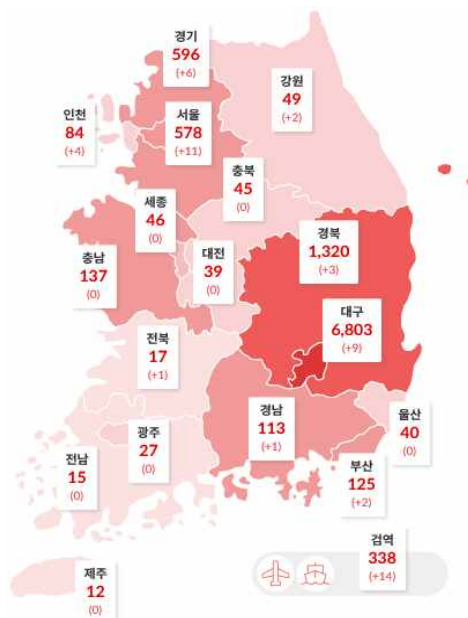 경기
596
(+6)
강원
49
(+2)
인천
84
(+4)
서울
578
(+11)
충북
45
(0)
세종
46
(0)
경북
1,320
(+3)
충남
137
(0)
대전
39
(0)
대구
6,803
(+9)
전북
17
(+1)
경남
113
(+1)
울산
40
(0)
광주
27
(0)
전남
15
(0)
부산
125
(+2)
검역
338
(+14)
제주
12
(0)